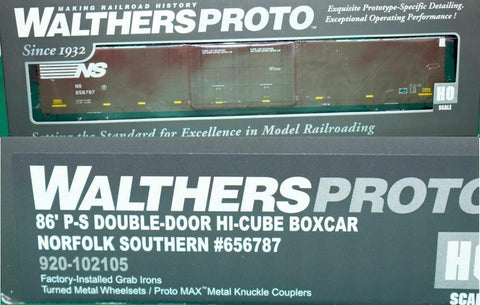 MAKING RAILROAD HISTORY
WALTHERSPROTO
Exquisite Prototype-Specific Detailing.
Exceptional Operating Performance!
Since 1932
NS
NS
656787
HO
SCALE
Setting the Standard for Excellence in Model Railroading
WALTHERSPROTO
86' P-S DOUBLE-DOOR HI-CUBE BOXCAR
NORFOLK SOUTHERN #656787
920-102105
Factory-Installed Grab Irons
Turned Metal Wheelsets / Proto MAX™ Metal Knuckle Couplers
HO
SCA